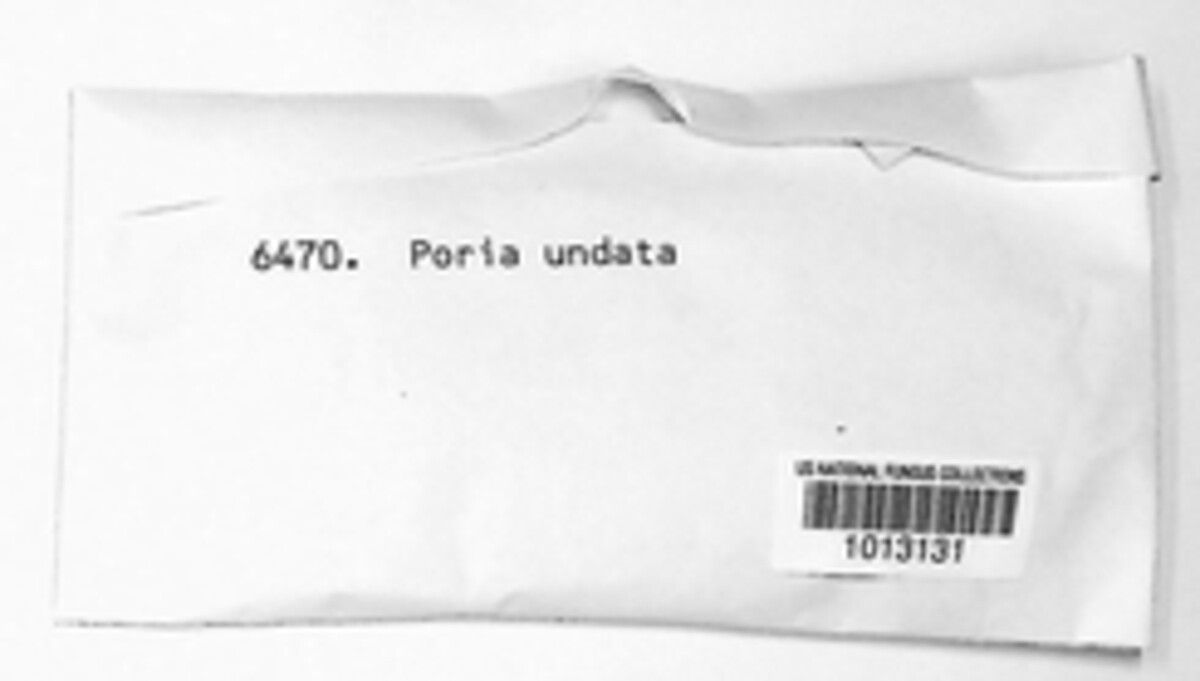 6470. Poria undata
US NATIONAL FUNGUS COLLECTIONS
1013131